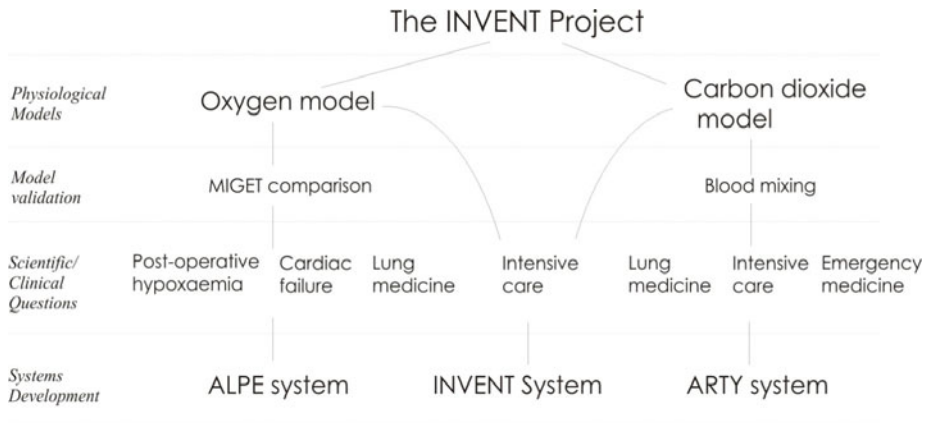 The INVENT Project
Physiological
Models
Oxygen model
Carbon dioxide
model
Model
validation
MIGET comparison
Blood mixing
Scientific/
Clinical
Questions
Post-operative
hypoxaemia
Cardiac
failure
Lung
medicine
Intensive
care
Lung
medicine
Intensive
care
Emergency
medicine
Systems
Development
ALPE system
INVENT System
ARTY system